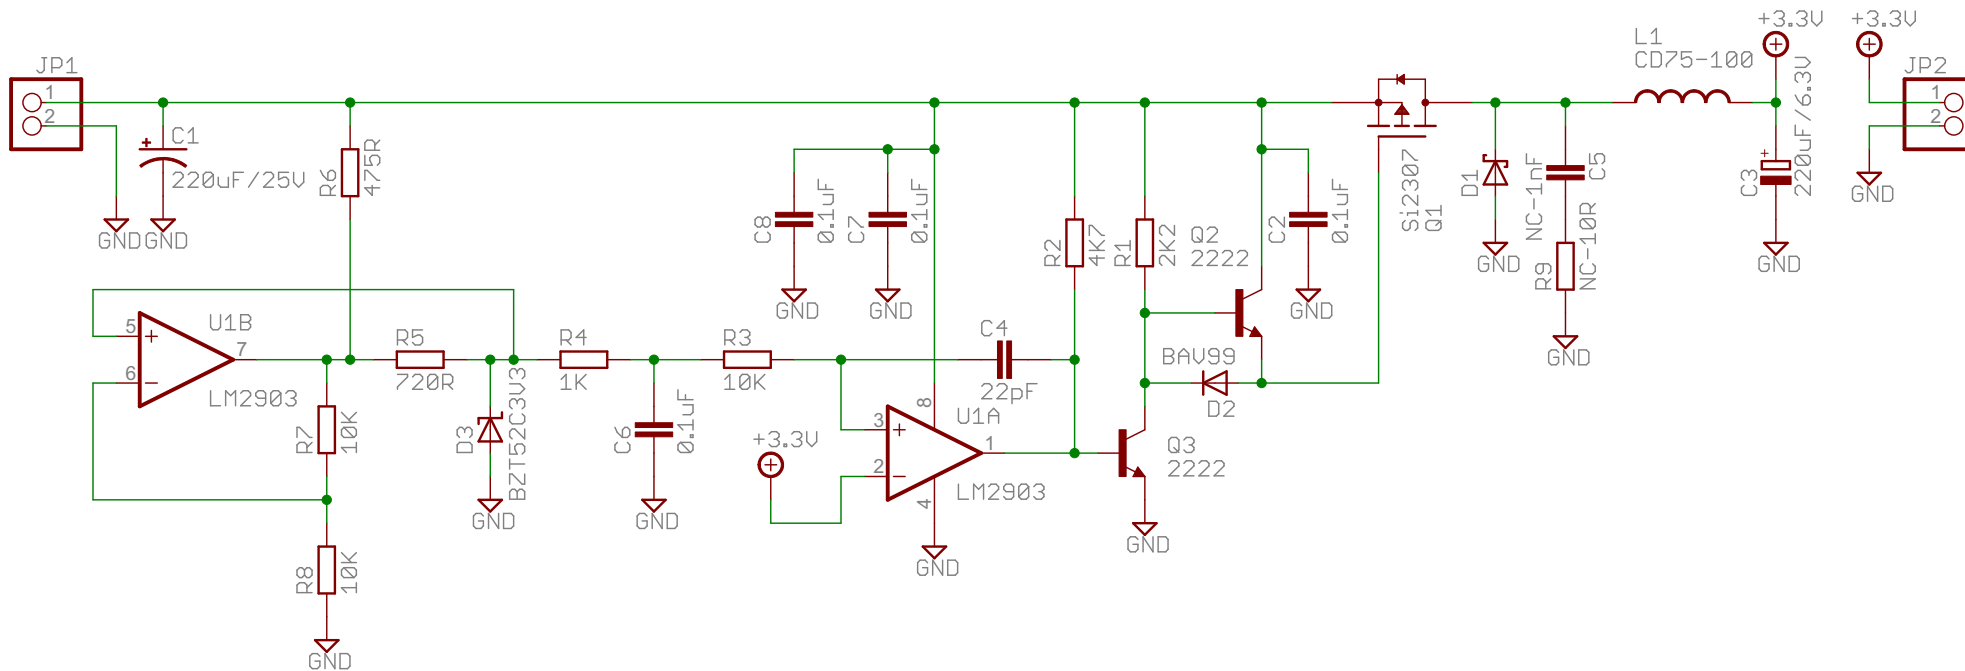 +3.3V
+3.3V
L1
CD75-100
JP1
JP2
1
2
1
2
C1
220uF/25V
GND
GND
R6
475R
C8
0.1uF
C7
0.1uF
GND
GND
R2
4K7
R1
2K2
Q2
2222
C2
0.1uF
GND
Si2307
Q1
D1
GND
NC-1nF
C5
R9
NC-10R
GND
C3
220uF/6.3V
+
GND
GND
U1B
5
6
7
LM2903
R5
720R
R4
1K
R3
10K
C4
22pF
BAV99
D2
R7
10K
D3
BZT52C3V3
GND
C6
0.1uF
GND
+3.3V
3
2
8
4
1
U1A
LM2903
GND
Q3
2222
GND
R8
10K
GND